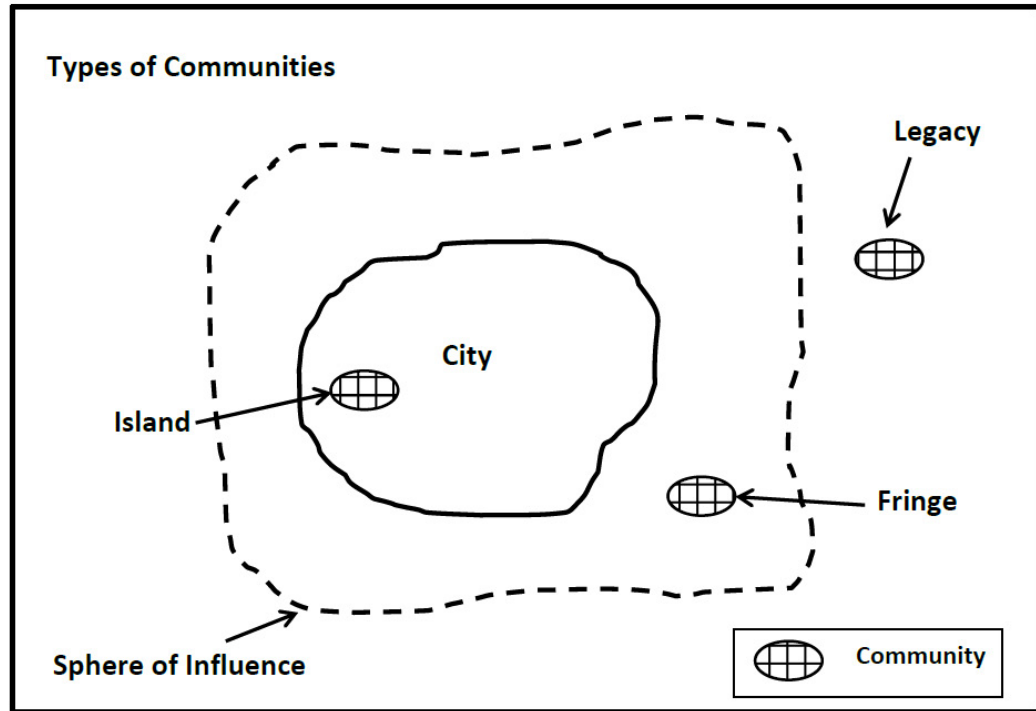 Types of Communities
Legacy
City
Island
Fringe
Sphere of Influence
Community